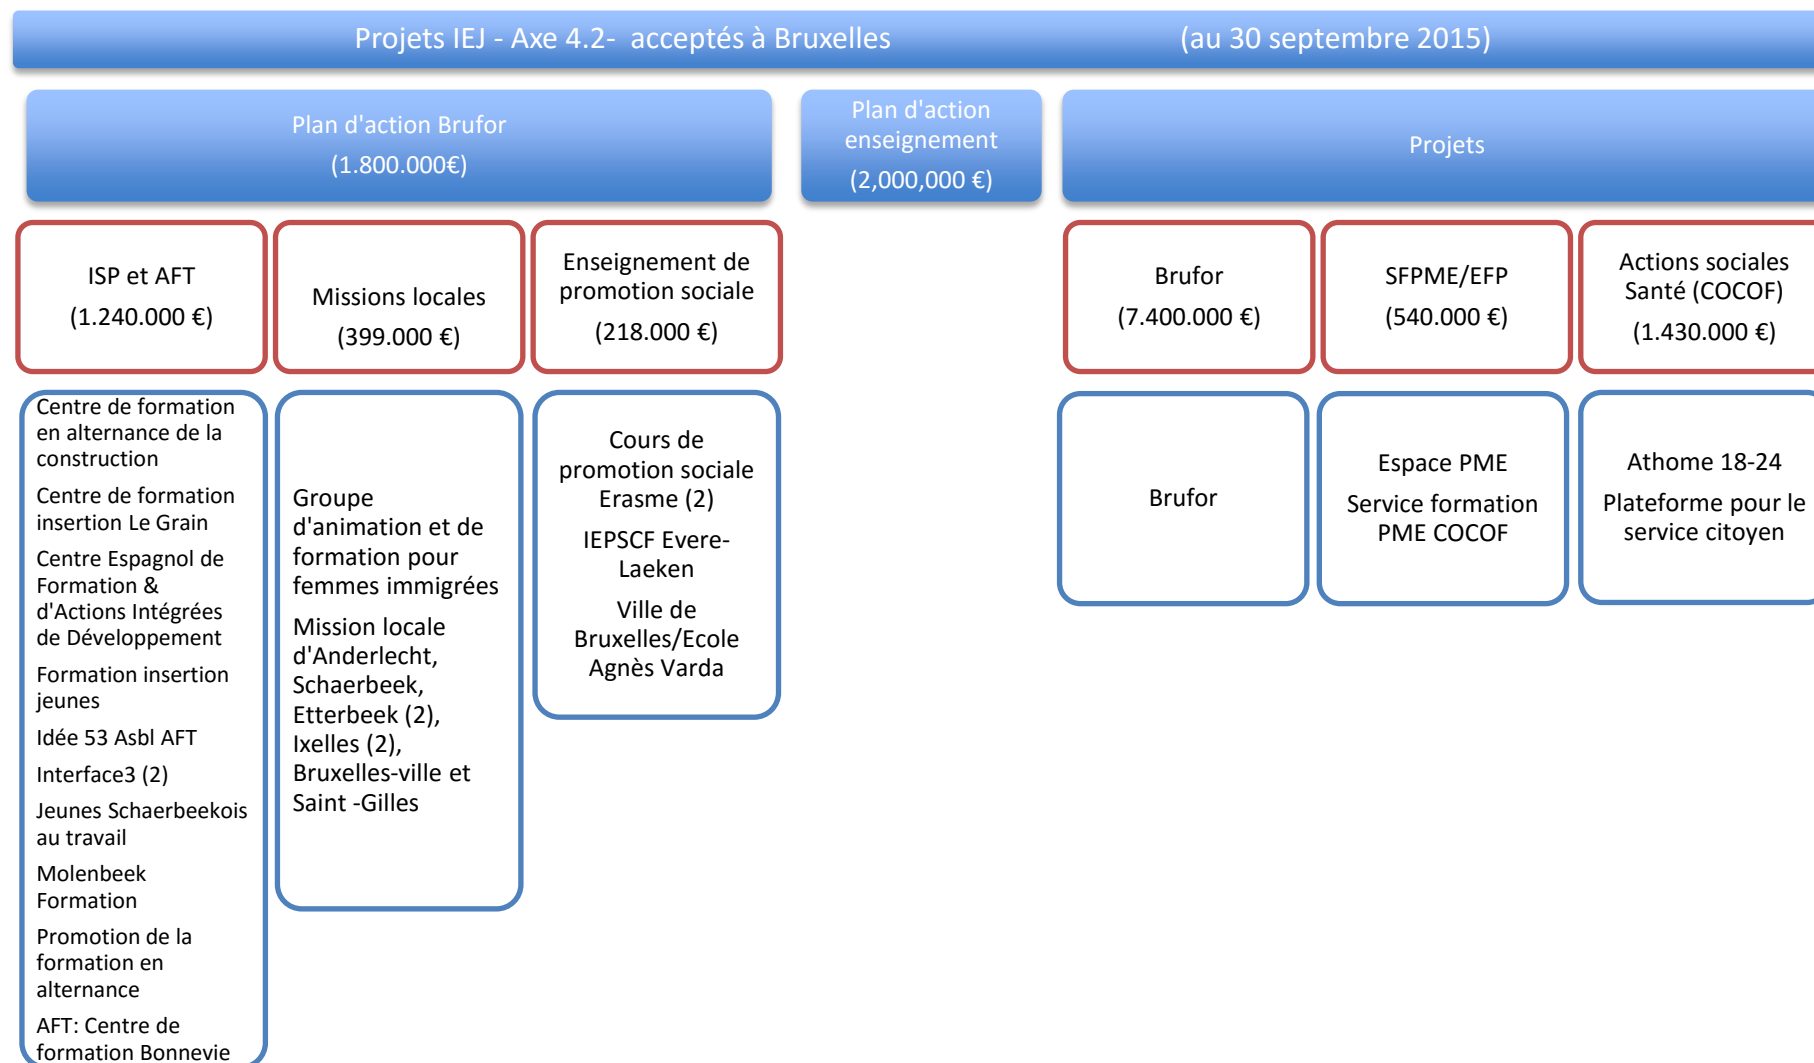 Projets IEJ - Axe 4.2-  acceptés à Bruxelles (au 30 septembre 2015)
Plan d'action Brufor
(1.800.000€)
Plan d'action
enseignement
(2,000,000 €)
Projets
ISP et AFT
(1.240.000 €)
Missions locales
(399.000 €)
Enseignement de
promotion sociale
(218.000 €)
Brufor
(7.400.000 €)
SFPME/EFP
(540.000 €)
Actions sociales
Santé (COCOF)
(1.430.000 €)
Centre de formation
en alternance de la
construction
Centre de formation
insertion Le Grain
Centre Espagnol de
Formation &
d'Actions Intégrées
de Développement
Formation insertion
jeunes
Idée 53 Asbl AFT
Interface3 (2)
Jeunes Schaerbeekois
au travail
Molenbeek
Formation
Promotion de la
formation en
alternance
AFT: Centre de
formation Bonnevie
Groupe
d'animation et de
formation pour
femmes immigrées
Mission locale
d'Anderlecht,
Schaerbeek,
Etterbeek (2),
Ixelles (2),
Bruxelles-ville et
Saint -Gilles
Cours de
promotion sociale
Erasme (2)
IEPSCF Evere-
Laeken
Ville de
Bruxelles/Ecole
Agnès Varda
Brufor
Espace PME
Service formation
PME COCOF
Athome 18-24
Plateforme pour le
service citoyen